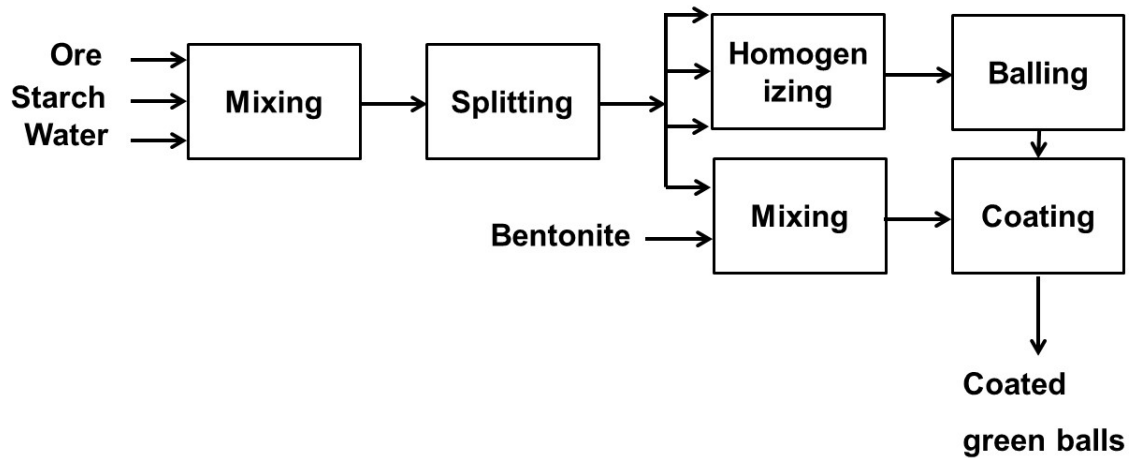 Ore
Starch
Water
Mixing
Splitting
Homogen
izing
Balling
Bentonite
Mixing
Coating
Coated
green balls